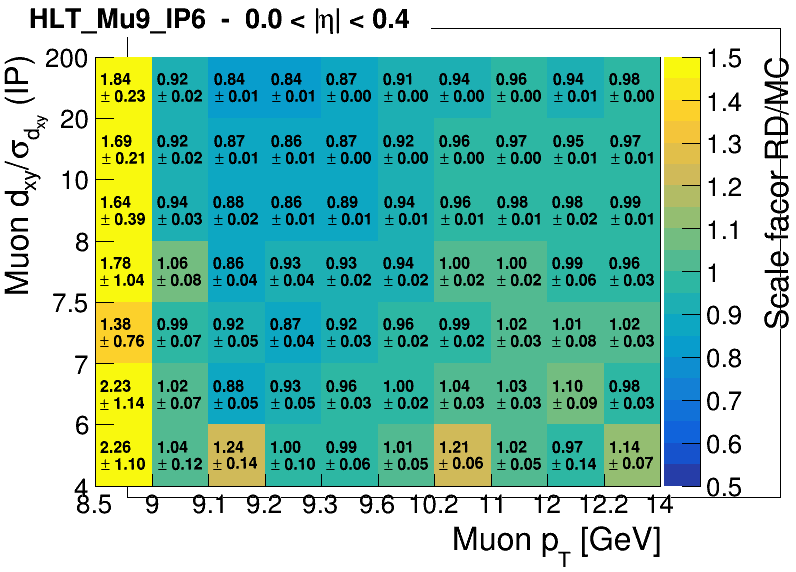 HLT_Mu9_IP6 - 0.0 < |η| < 0.4
Muon d_xy/σ_d_xy (IP)
200
20
10
8
7.5
7
6
4
1.84 0.92 0.84 0.84 0.87 0.91 0.94 0.96 0.94 0.98
± 0.23 ± 0.02 ± 0.01 ± 0.01 ± 0.00 ± 0.00 ± 0.00 ± 0.00 ± 0.01 ± 0.00
1.69 0.92 0.87 0.86 0.87 0.92 0.96 0.97 0.95 0.97
± 0.21 ± 0.02 ± 0.01 ± 0.01 ± 0.00 ± 0.00 ± 0.00 ± 0.00 ± 0.01 ± 0.01
1.64 0.94 0.88 0.86 0.89 0.94 0.96 0.98 0.98 0.99
± 0.39 ± 0.03 ± 0.02 ± 0.01 ± 0.01 ± 0.01 ± 0.01 ± 0.01 ± 0.02 ± 0.01
1.78 1.06 0.86 0.93 0.93 0.94 1.00 1.00 0.99 0.96
± 1.04 ± 0.08 ± 0.04 ± 0.04 ± 0.02 ± 0.02 ± 0.02 ± 0.02 ± 0.06 ± 0.03
1.38 0.99 0.92 0.87 0.92 0.96 0.99 1.02 1.01 1.02
± 0.76 ± 0.07 ± 0.05 ± 0.04 ± 0.03 ± 0.02 ± 0.02 ± 0.03 ± 0.08 ± 0.03
2.23 1.02 0.88 0.93 0.96 1.00 1.04 1.03 1.10 0.98
± 1.14 ± 0.07 ± 0.05 ± 0.05 ± 0.03 ± 0.02 ± 0.03 ± 0.03 ± 0.09 ± 0.03
2.26 1.04 1.24 1.00 0.99 1.01 1.21 1.02 0.97 1.14
± 1.10 ± 0.12 ± 0.14 ± 0.10 ± 0.06 ± 0.05 ± 0.06 ± 0.05 ± 0.14 ± 0.07
8.5 9 9.1 9.2 9.3 9.6 10.2 11 12 12.2 14
Muon p_T [GeV]
1.5
1.4
1.3
1.2
1.1
1
0.9
0.8
0.7
0.6
0.5
Scale facor RD/MC